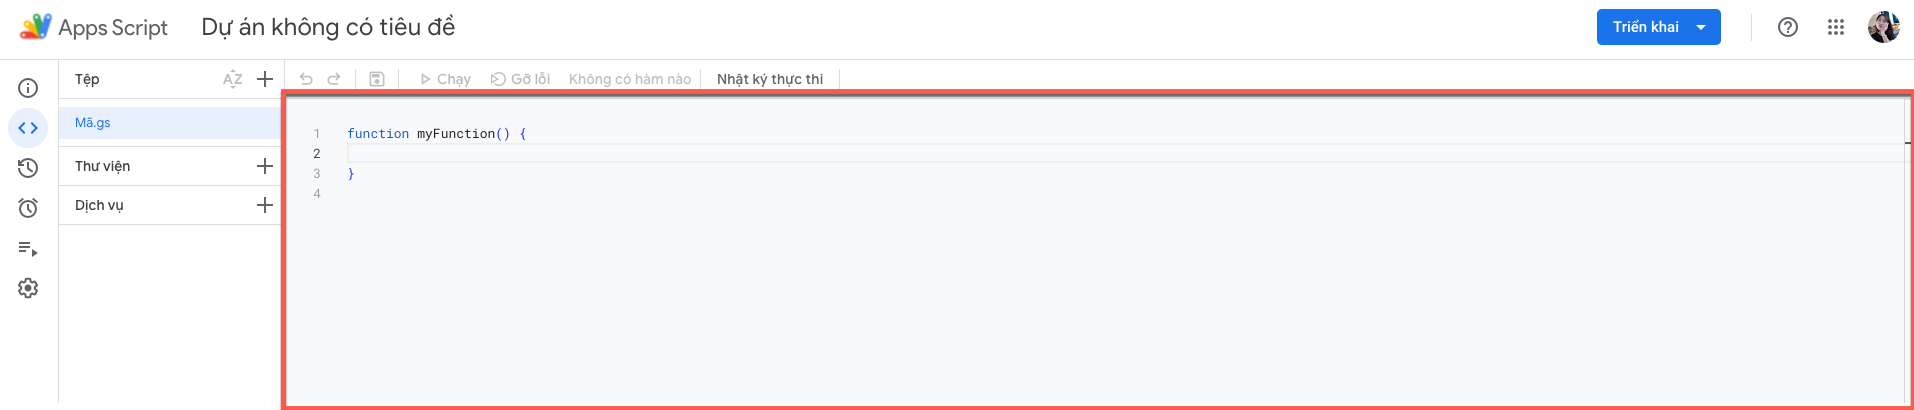 Apps Script Dự án không có tiêu đề Triển khai
Tệp AZ Chạy Gỡ lỗi Không có hàm nào Nhật ký thực thi
Mã.gs
Thư viện
Dịch vụ
1 function myFunction() {
2
3 }
4